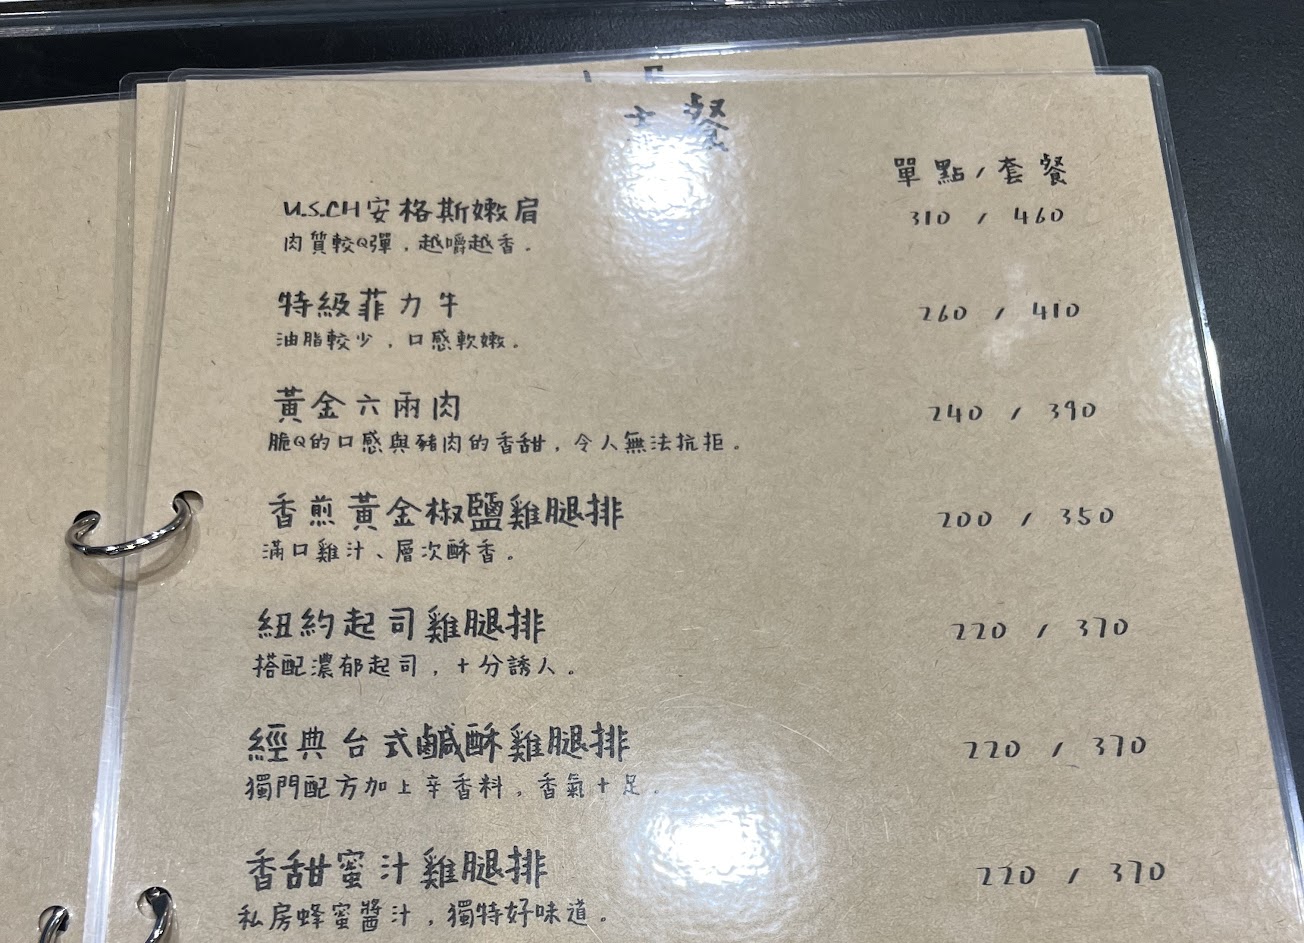 主餐
單點/套餐
U.S.CH安格斯嫩肩 310 / 460
肉質較Q彈，越嚼越香。
特級菲力牛 260 / 410
油脂較少，口感軟嫩。
黃金六兩肉 240 / 390
脆Q的口感與豬肉的香甜，令人無法抗拒。
香煎黃金椒鹽雞腿排 200 / 350
滿口雞汁、層次酥香。
紐約起司雞腿排 220 / 370
搭配濃郁起司，十分誘人。
經典台式鹹酥雞腿排 220 / 370
獨門配方加上辛香料，香氣十足。
香甜蜜汁雞腿排 220 / 370
私房蜂蜜醬汁，獨特好味道。